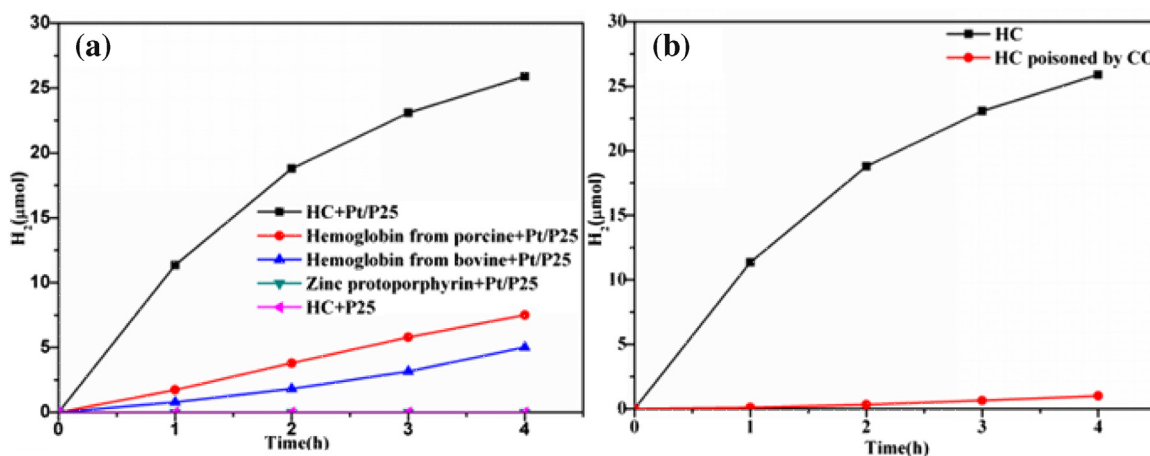 (a)
30
25
20
15
10
5
0
H₂(μmol)
HC+Pt/P25
Hemoglobin from porcine+Pt/P25
Hemoglobin from bovine+Pt/P25
Zinc protoporphyrin+Pt/P25
HC+P25
0 1 2 3 4
Time(h)
(b)
30
25
20
15
10
5
0
H₂(μmol)
HC
HC poisoned by CO
0 1 2 3 4
Time(h)